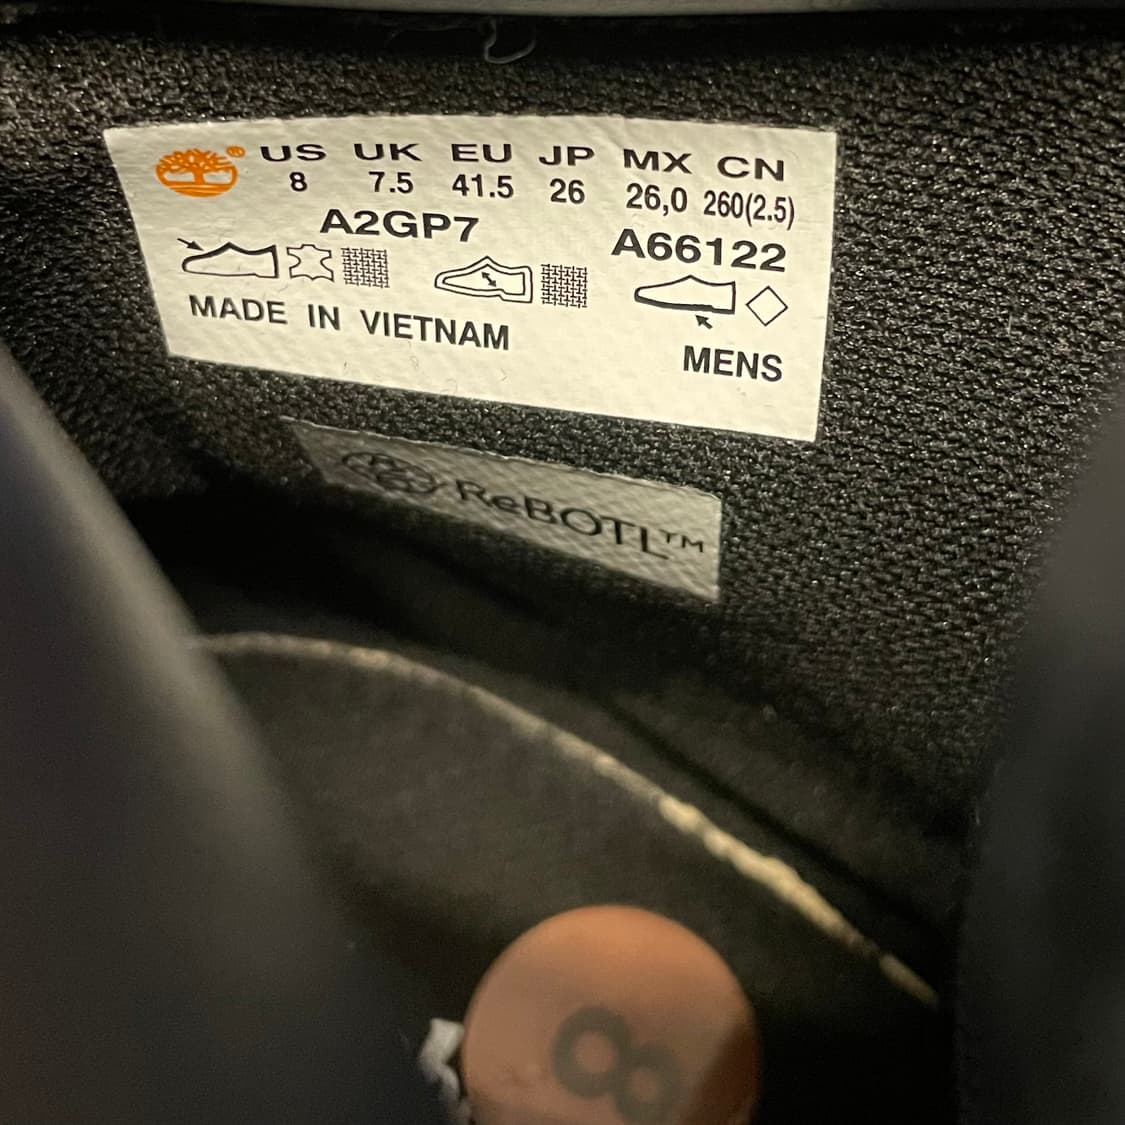 ® US UK EU JP MX CN
8 7.5 41.5 26 26,0 260(2.5)
A2GP7 A66122
MADE IN VIETNAM
MENS
ReBOTL™
8